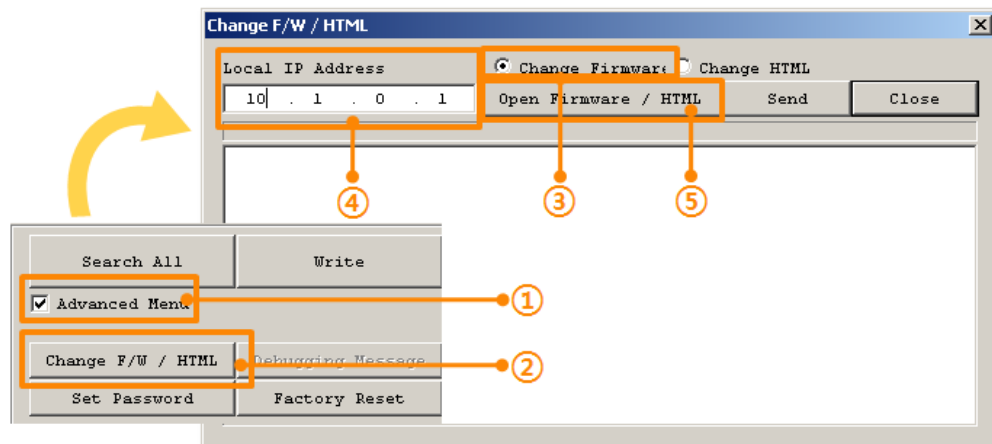 Change F/W / HTML
Local IP Address
Change Firmware
Change HTML
10 . 1 . 0 . 1
Open Firmware / HTML
Send
Close
④
③
⑤
Search All
Write
Advanced Menu
①
Change F/W / HTML
Debugging Message
②
Set Password
Factory Reset